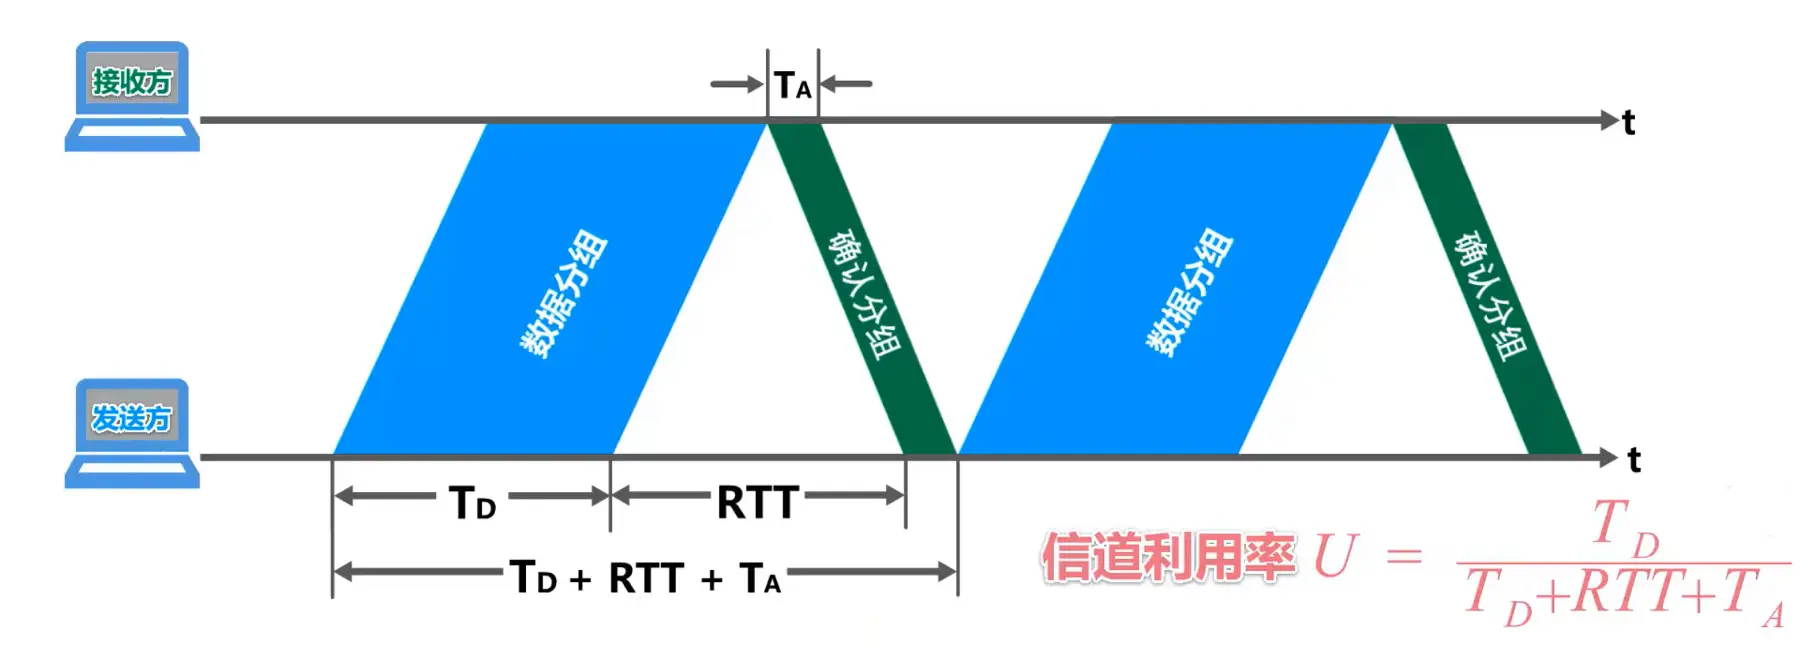 接收方
T_A
t
数据分组
确认分组
数据分组
确认分组
发送方
t
T_D
RTT
T_D + RTT + T_A
信道利用率 U = T_D / (T_D+RTT+T_A)